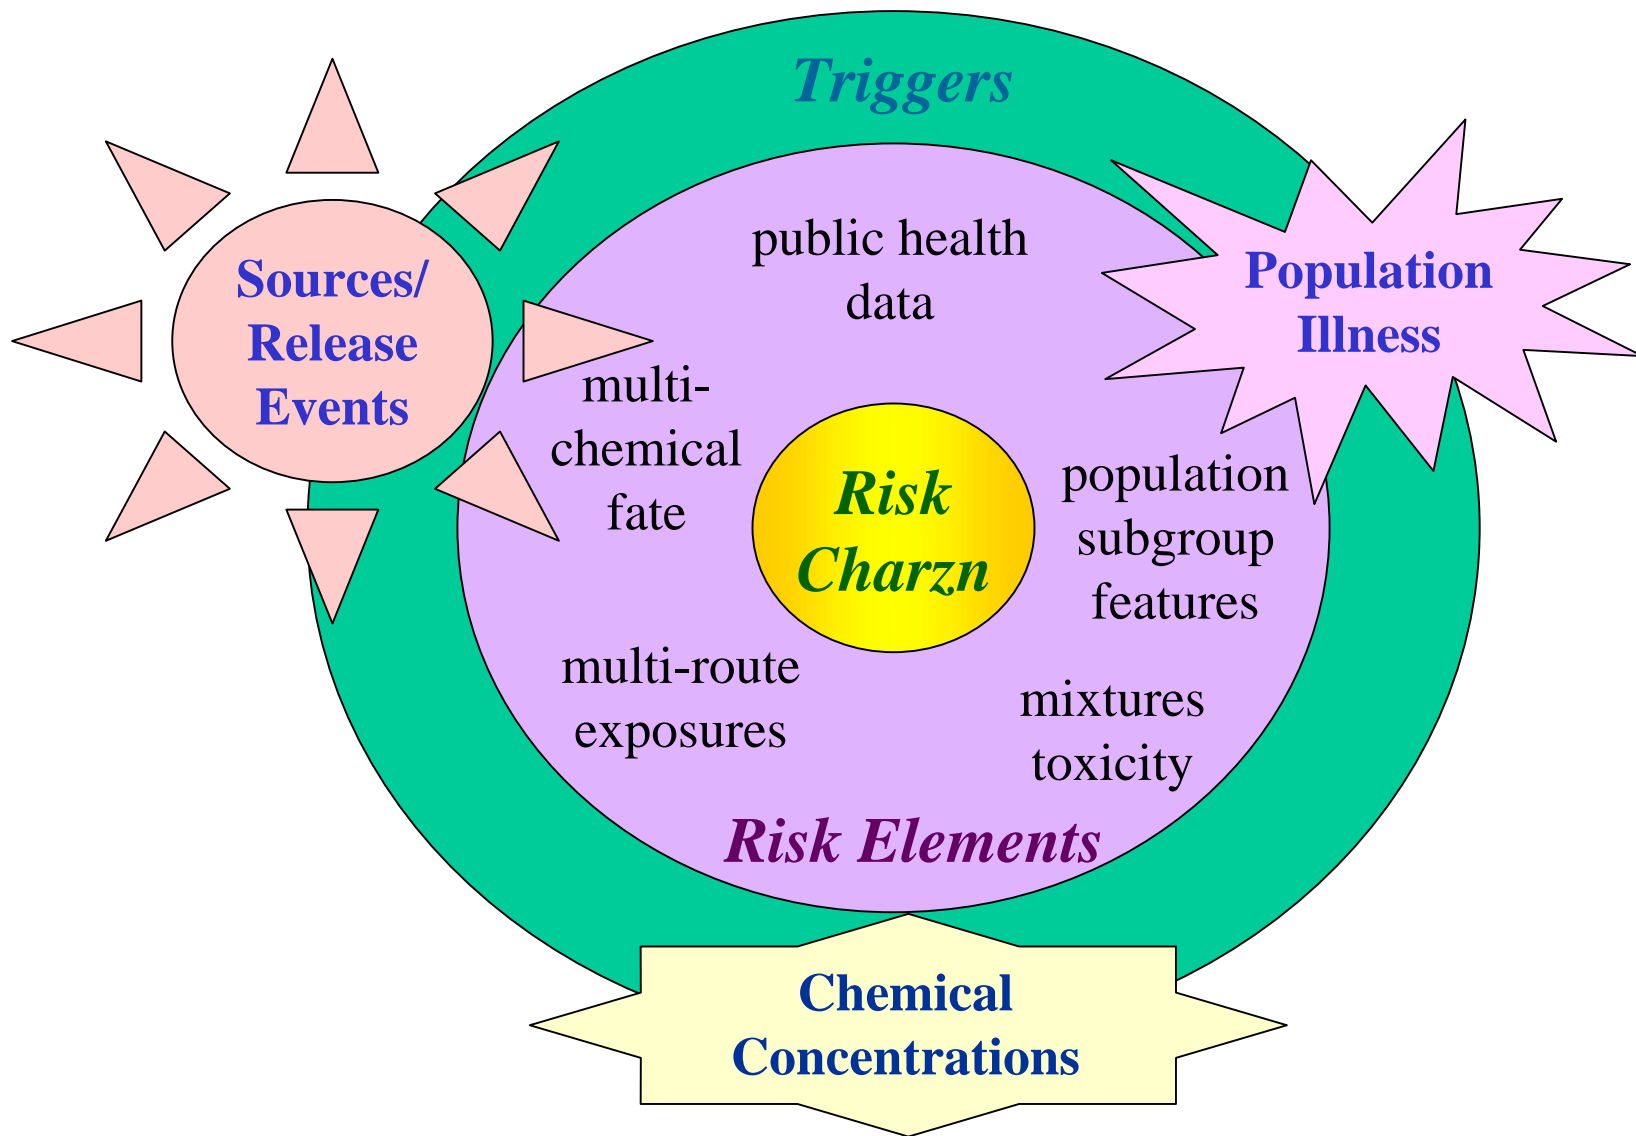 Triggers
Sources/
Release
Events
Population
Illness
public health
data
multi-
chemical
fate
Risk
Charzn
population
subgroup
features
multi-route
exposures
mixtures
toxicity
Risk Elements
Chemical
Concentrations